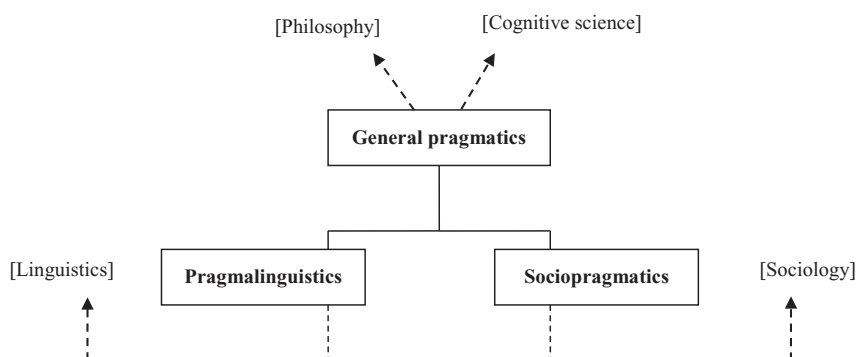 [Philosophy]
[Cognitive science]
General pragmatics
[Linguistics]
Pragmalinguistics
Sociopragmatics
[Sociology]